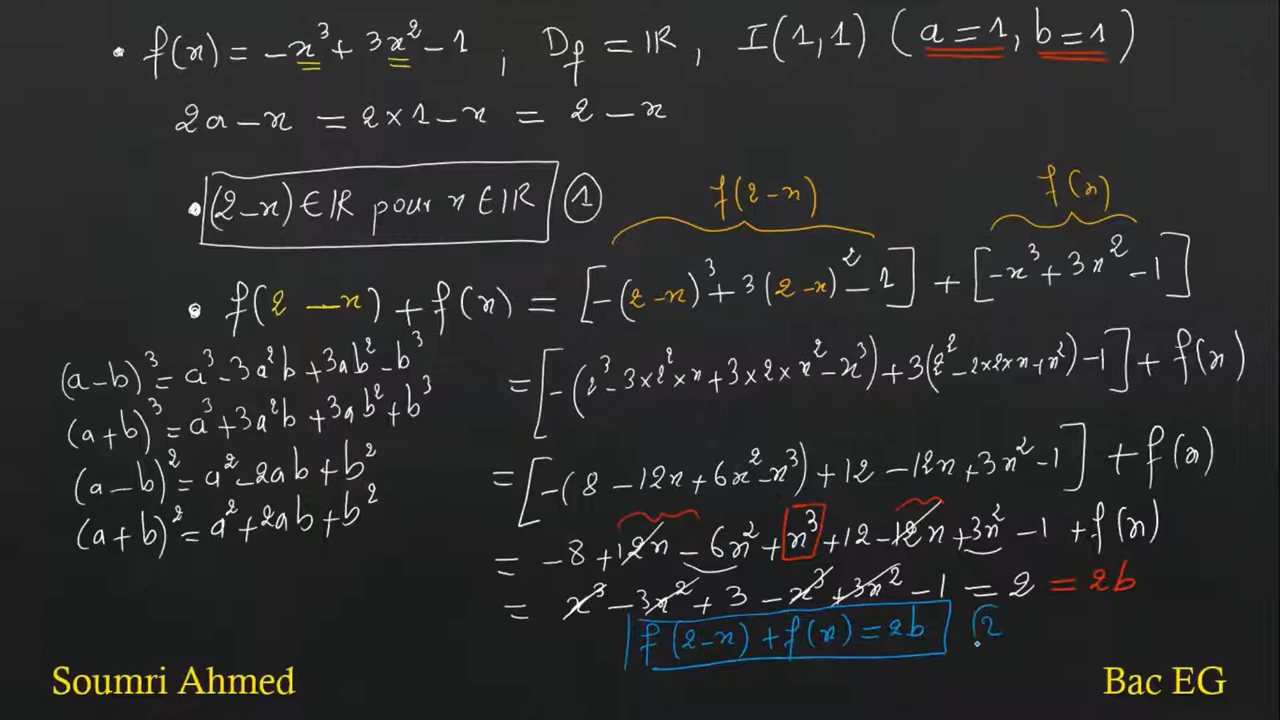 • f(x) = -x³ + 3x² - 1 ; Df = IR, I(1,1) (a = 1, b = 1)
2a - x = 2 × 1 - x = 2 - x
• (2 - x) ∈ IR pour x ∈ IR ①
f(2 - x) f(x)
• f(2 - x) + f(x) = [-(2 - x)³ + 3(2 - x)² - 1] + [-x³ + 3x² - 1]
(a - b)³ = a³ - 3a²b + 3ab² - b³
(a + b)³ = a³ + 3a²b + 3ab² + b³
(a - b)² = a² - 2ab + b²
(a + b)² = a² + 2ab + b²
= [-(2³ - 3×2²×x + 3×2×x² - x³) + 3(2² - 2×2×x + x²) - 1] + f(x)
= [-(8 - 12x + 6x² - x³) + 12 - 12x + 3x² - 1] + f(x)
= -8 + 12x - 6x² + x³ + 12 - 12x + 3x² - 1 + f(x)
= x³ - 3x² + 3 - x³ + 3x² - 1 = 2 = 2b
f(2 - x) + f(x) = 2b (2
Soumri Ahmed
Bac EG